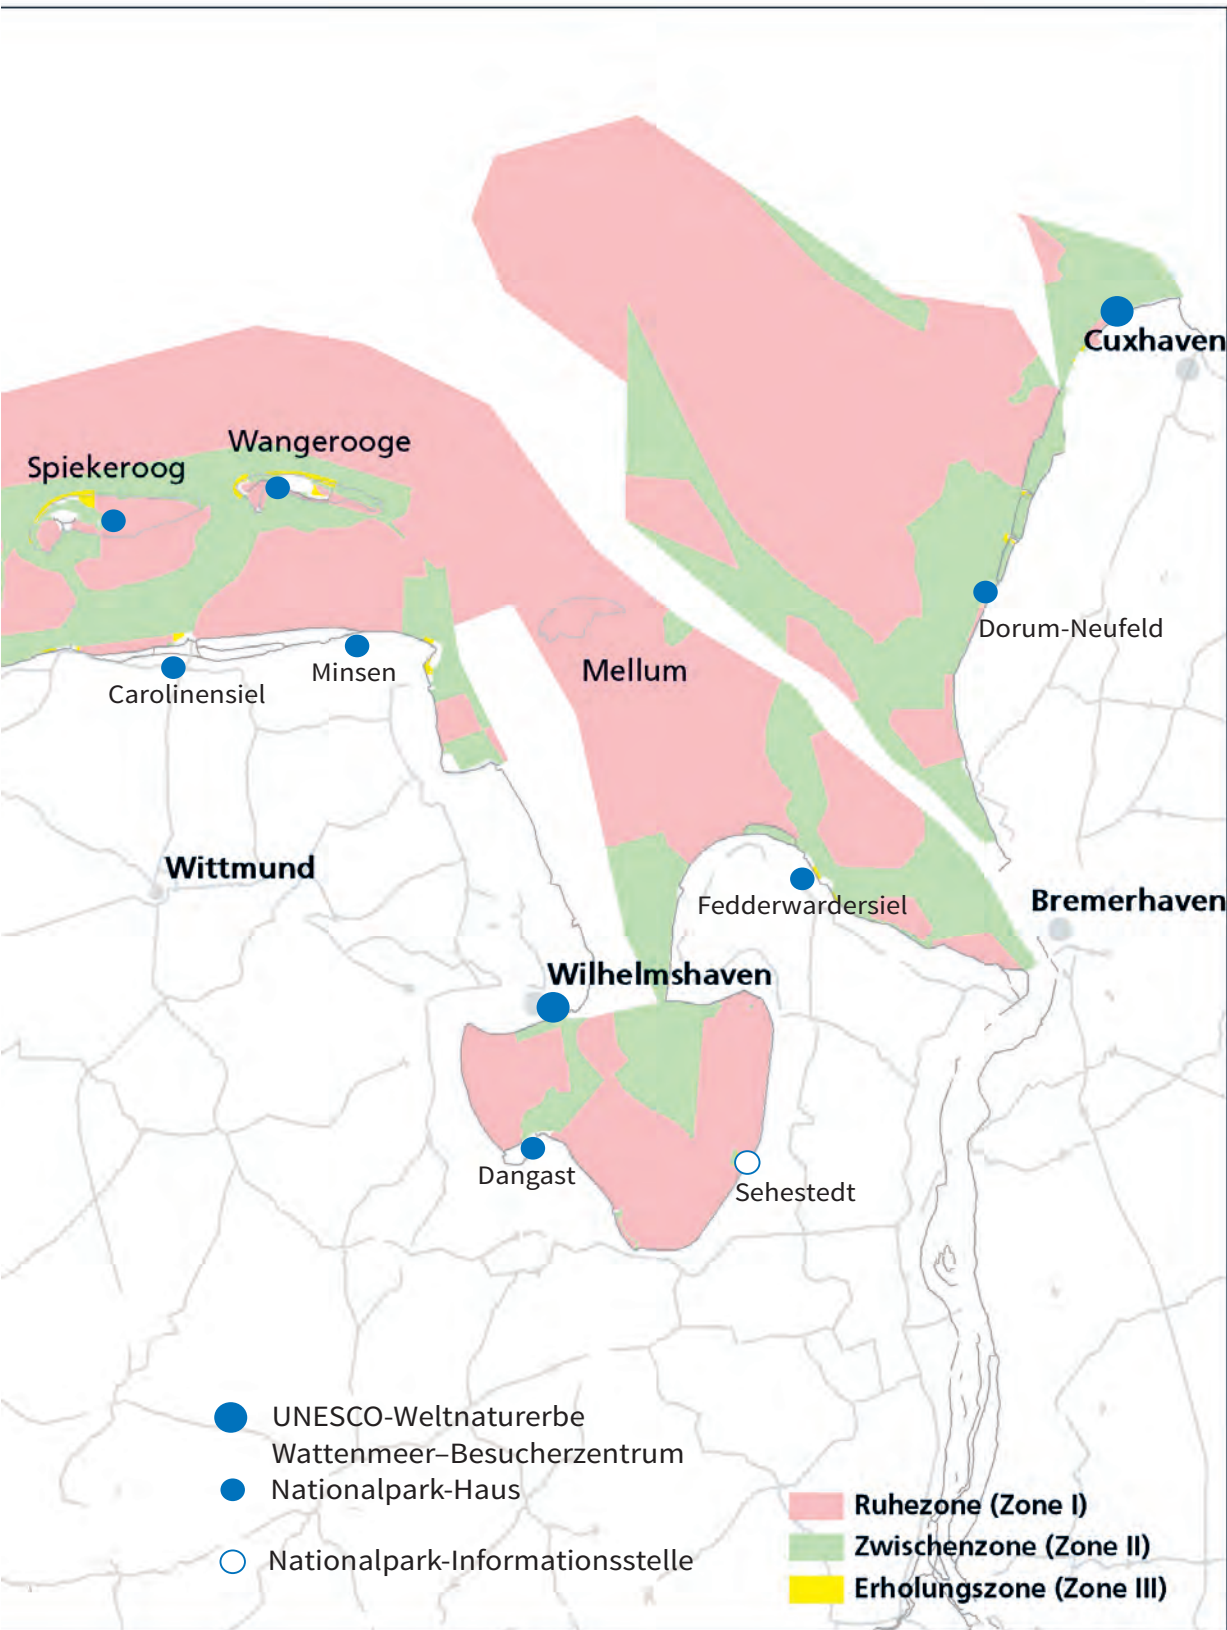 Cuxhaven
Wangerooge
Spiekeroog
Dorum-Neufeld
Mellum
Minsen
Carolinensiel
Wittmund
Fedderwardersiel
Bremerhaven
Wilhelmshaven
Dangast
Sehestedt
UNESCO-Weltnaturerbe
Wattenmeer–Besucherzentrum
Nationalpark-Haus
Nationalpark-Informationsstelle
Ruhezone (Zone I)
Zwischenzone (Zone II)
Erholungszone (Zone III)